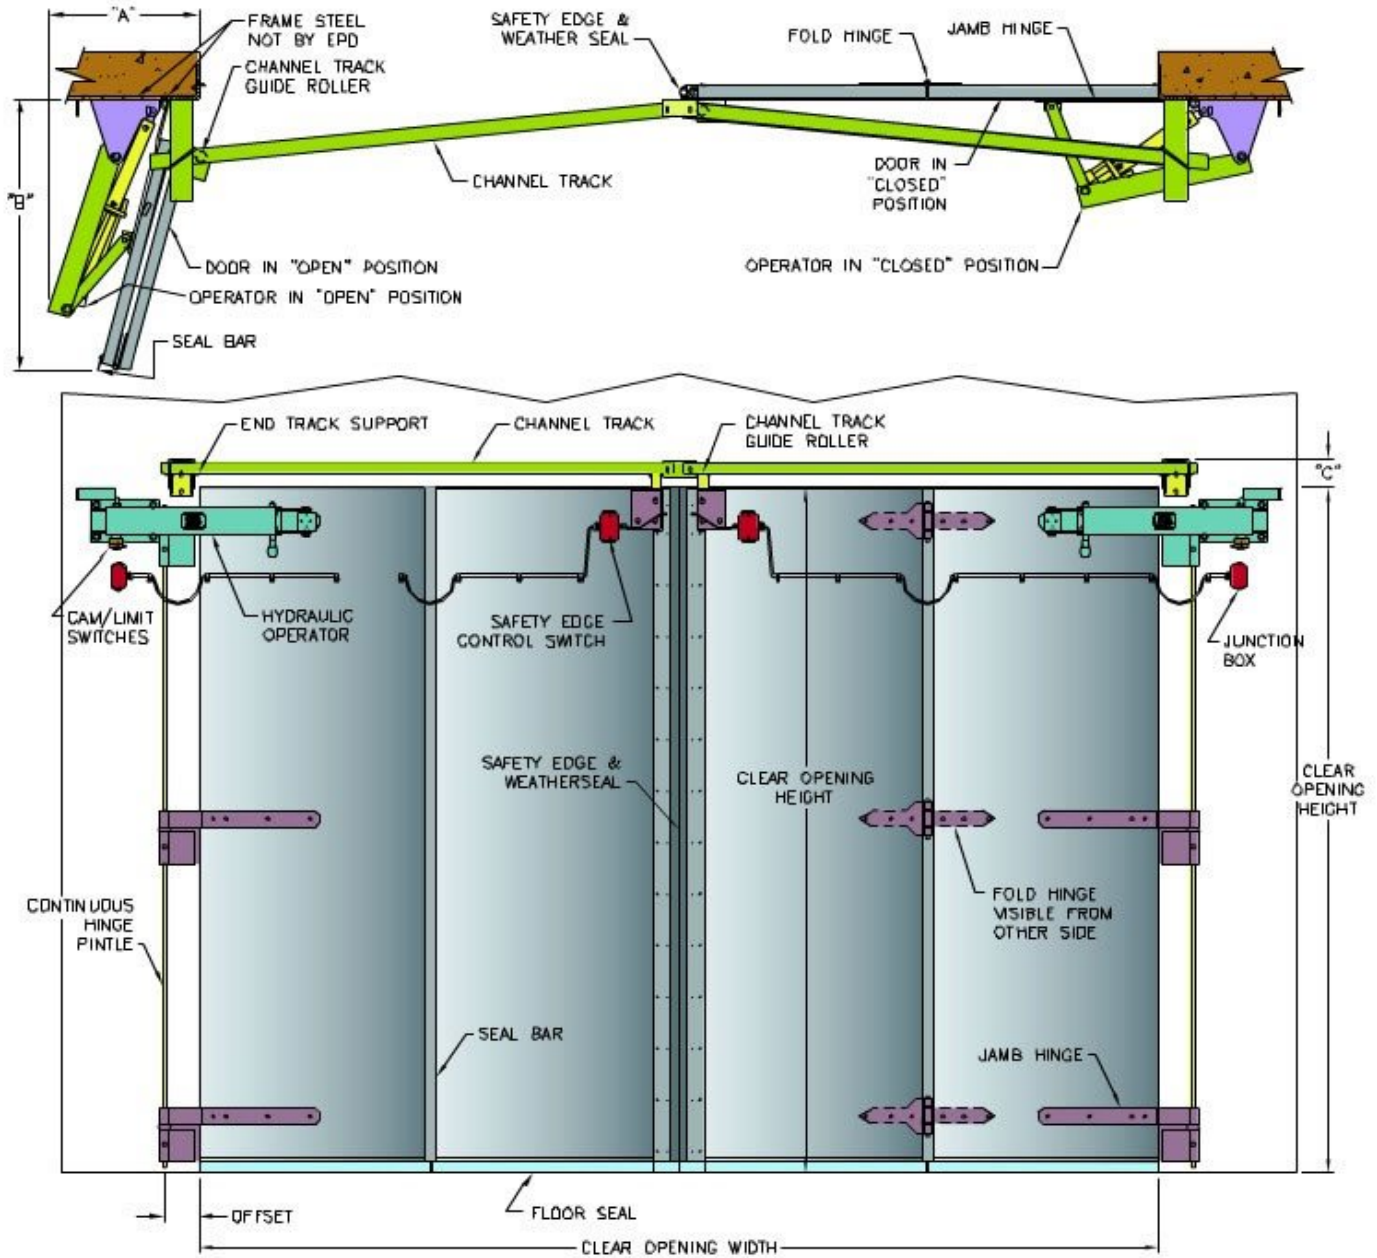 "A"
FRAME STEEL
NOT BY EPD
CHANNEL TRACK
GUIDE ROLLER
SAFETY EDGE &
WEATHER SEAL
FOLD HINGE
JAMB HINGE
"B"
CHANNEL TRACK
DOOR IN
"CLOSED"
POSITION
DOOR IN "OPEN" POSITION
OPERATOR IN "CLOSED" POSITION
OPERATOR IN "OPEN" POSITION
SEAL BAR
END TRACK SUPPORT
CHANNEL TRACK
CHANNEL TRACK
GUIDE ROLLER
"C"
CAM/LIMIT
SWITCHES
HYDRAULIC
OPERATOR
SAFETY EDGE
CONTROL SWITCH
JUNCTION
BOX
SAFETY EDGE &
WEATHERSEAL
CLEAR OPENING
HEIGHT
CLEAR
OPENING
HEIGHT
CONTINUOUS
HINGE
PINTLE
FOLD HINGE
VISIBLE FROM
OTHER SIDE
SEAL BAR
JAMB HINGE
OFFSET
FLOOR SEAL
CLEAR OPENING WIDTH